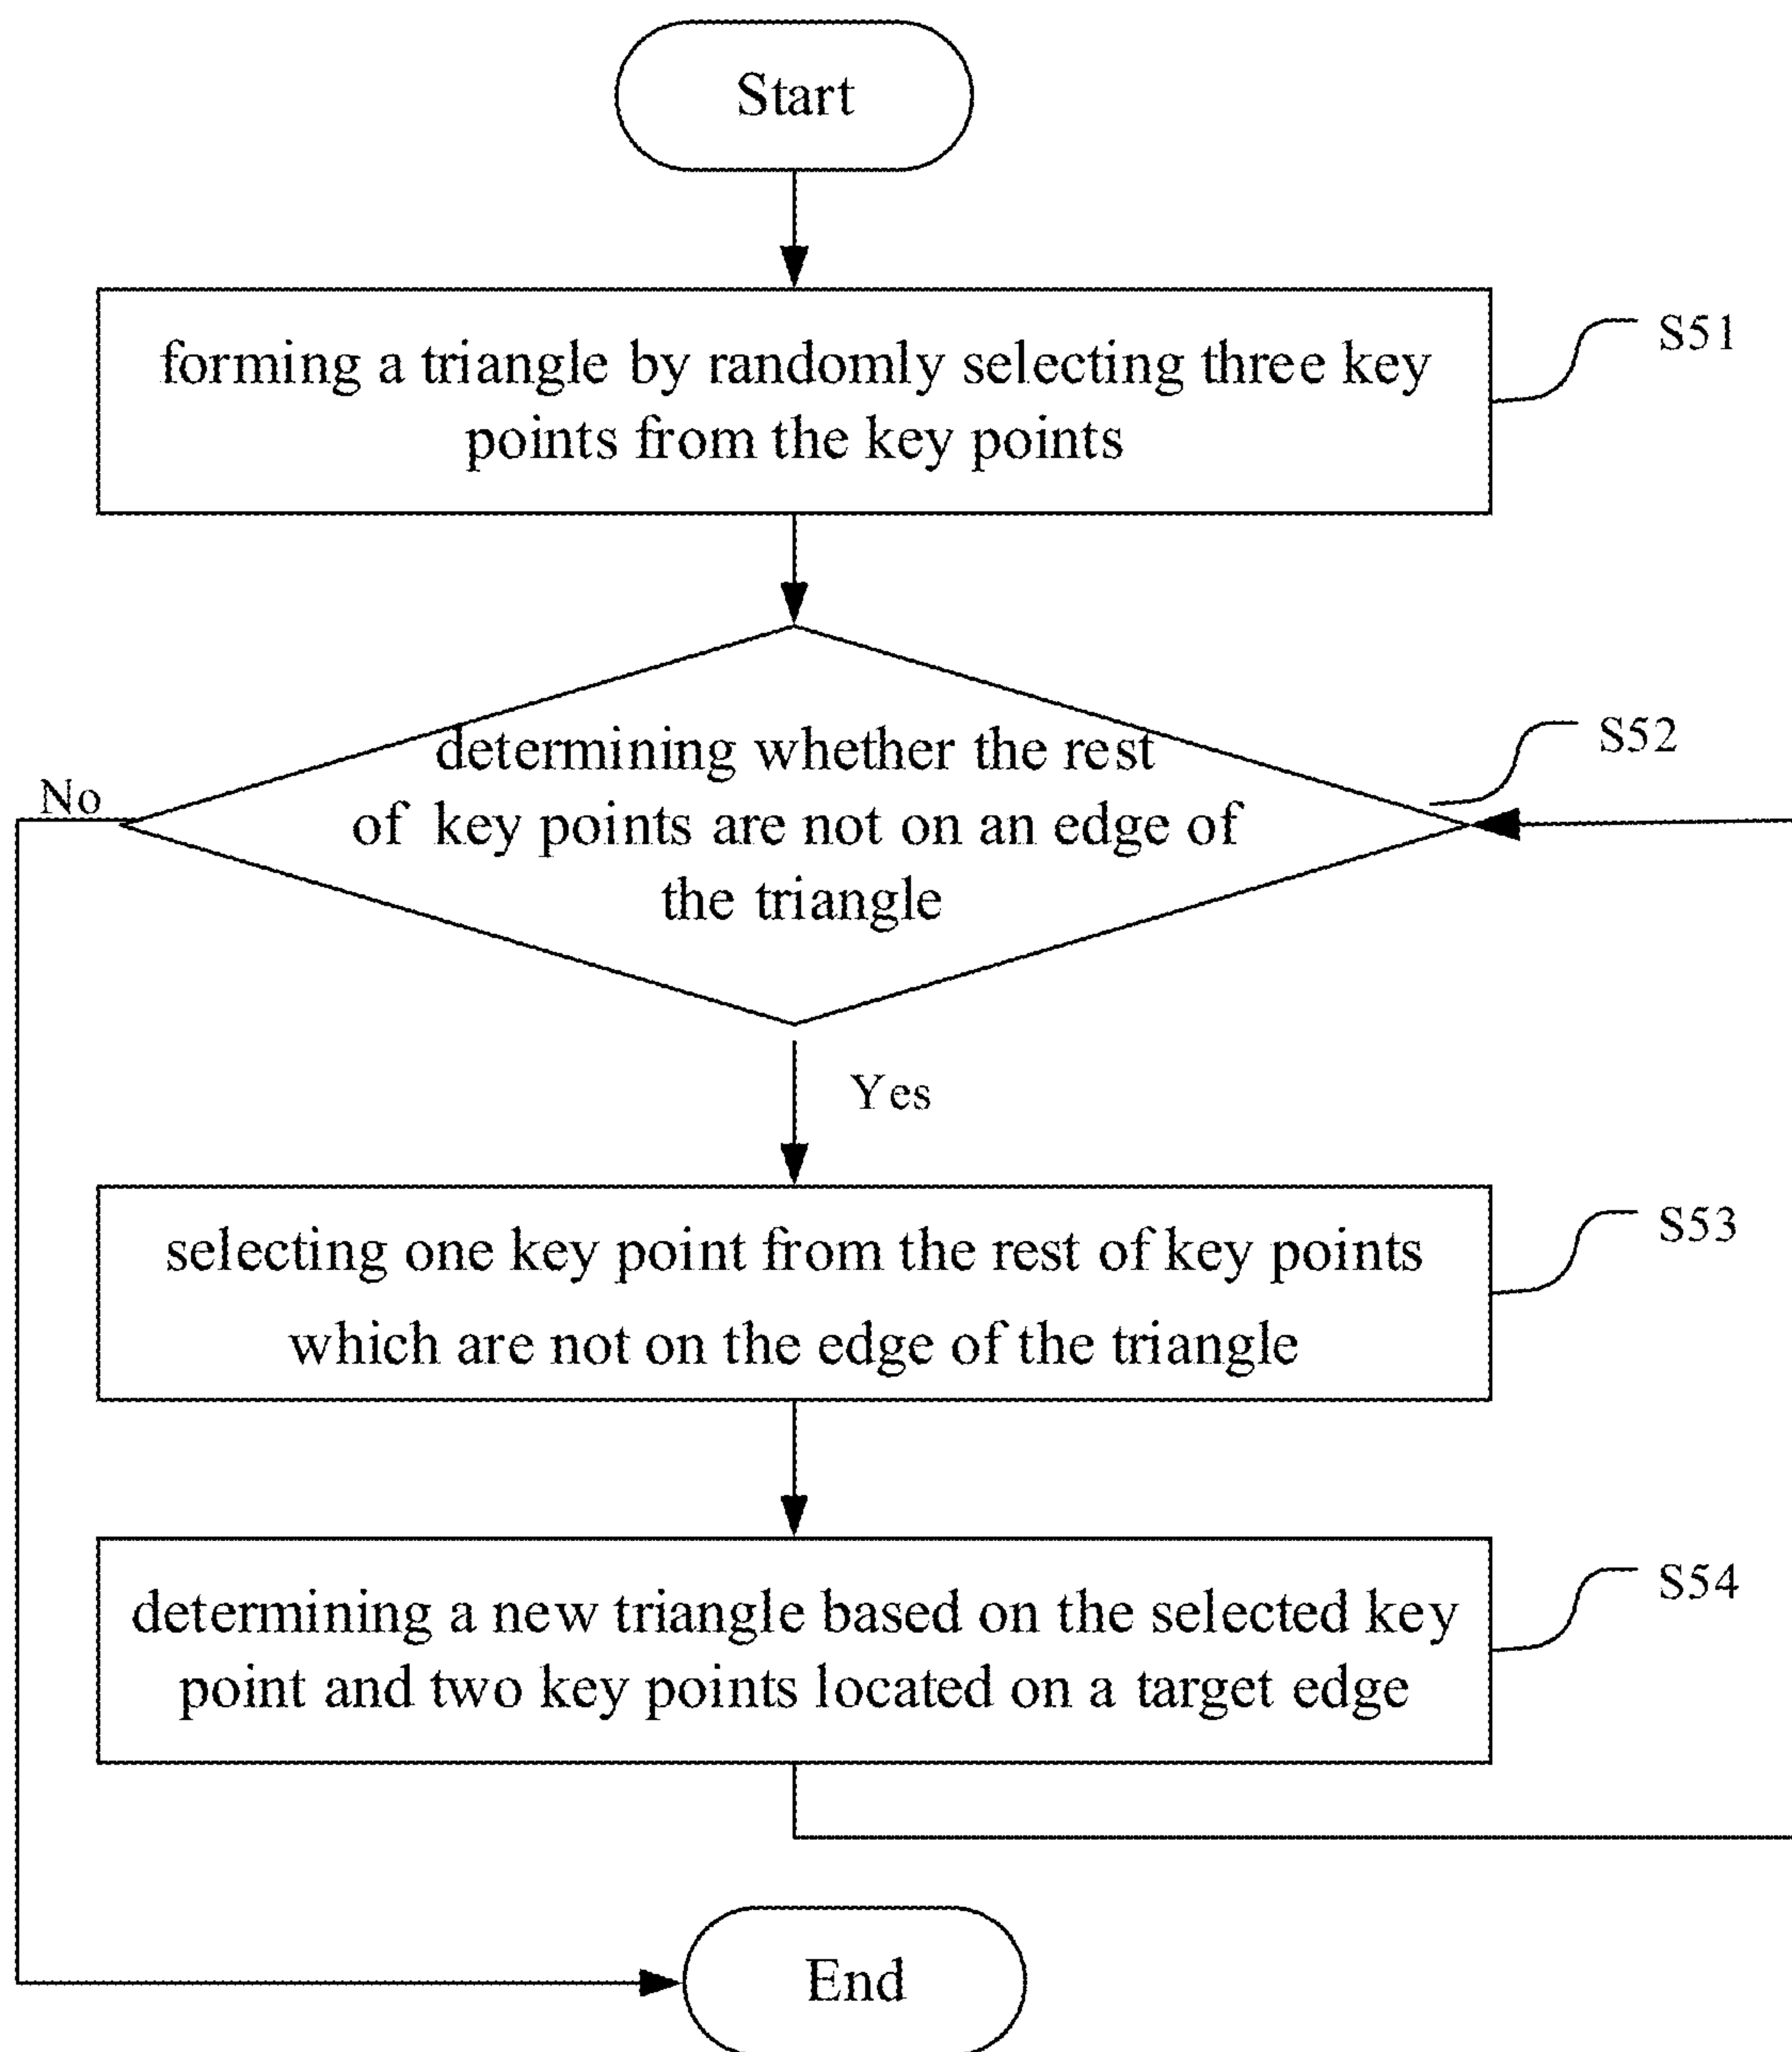 Start
forming a triangle by randomly selecting three key
points from the key points
S51
determining whether the rest
of key points are not on an edge of
the triangle
S52
No
Yes
selecting one key point from the rest of key points
which are not on the edge of the triangle
S53
determining a new triangle based on the selected key
point and two key points located on a target edge
S54
End